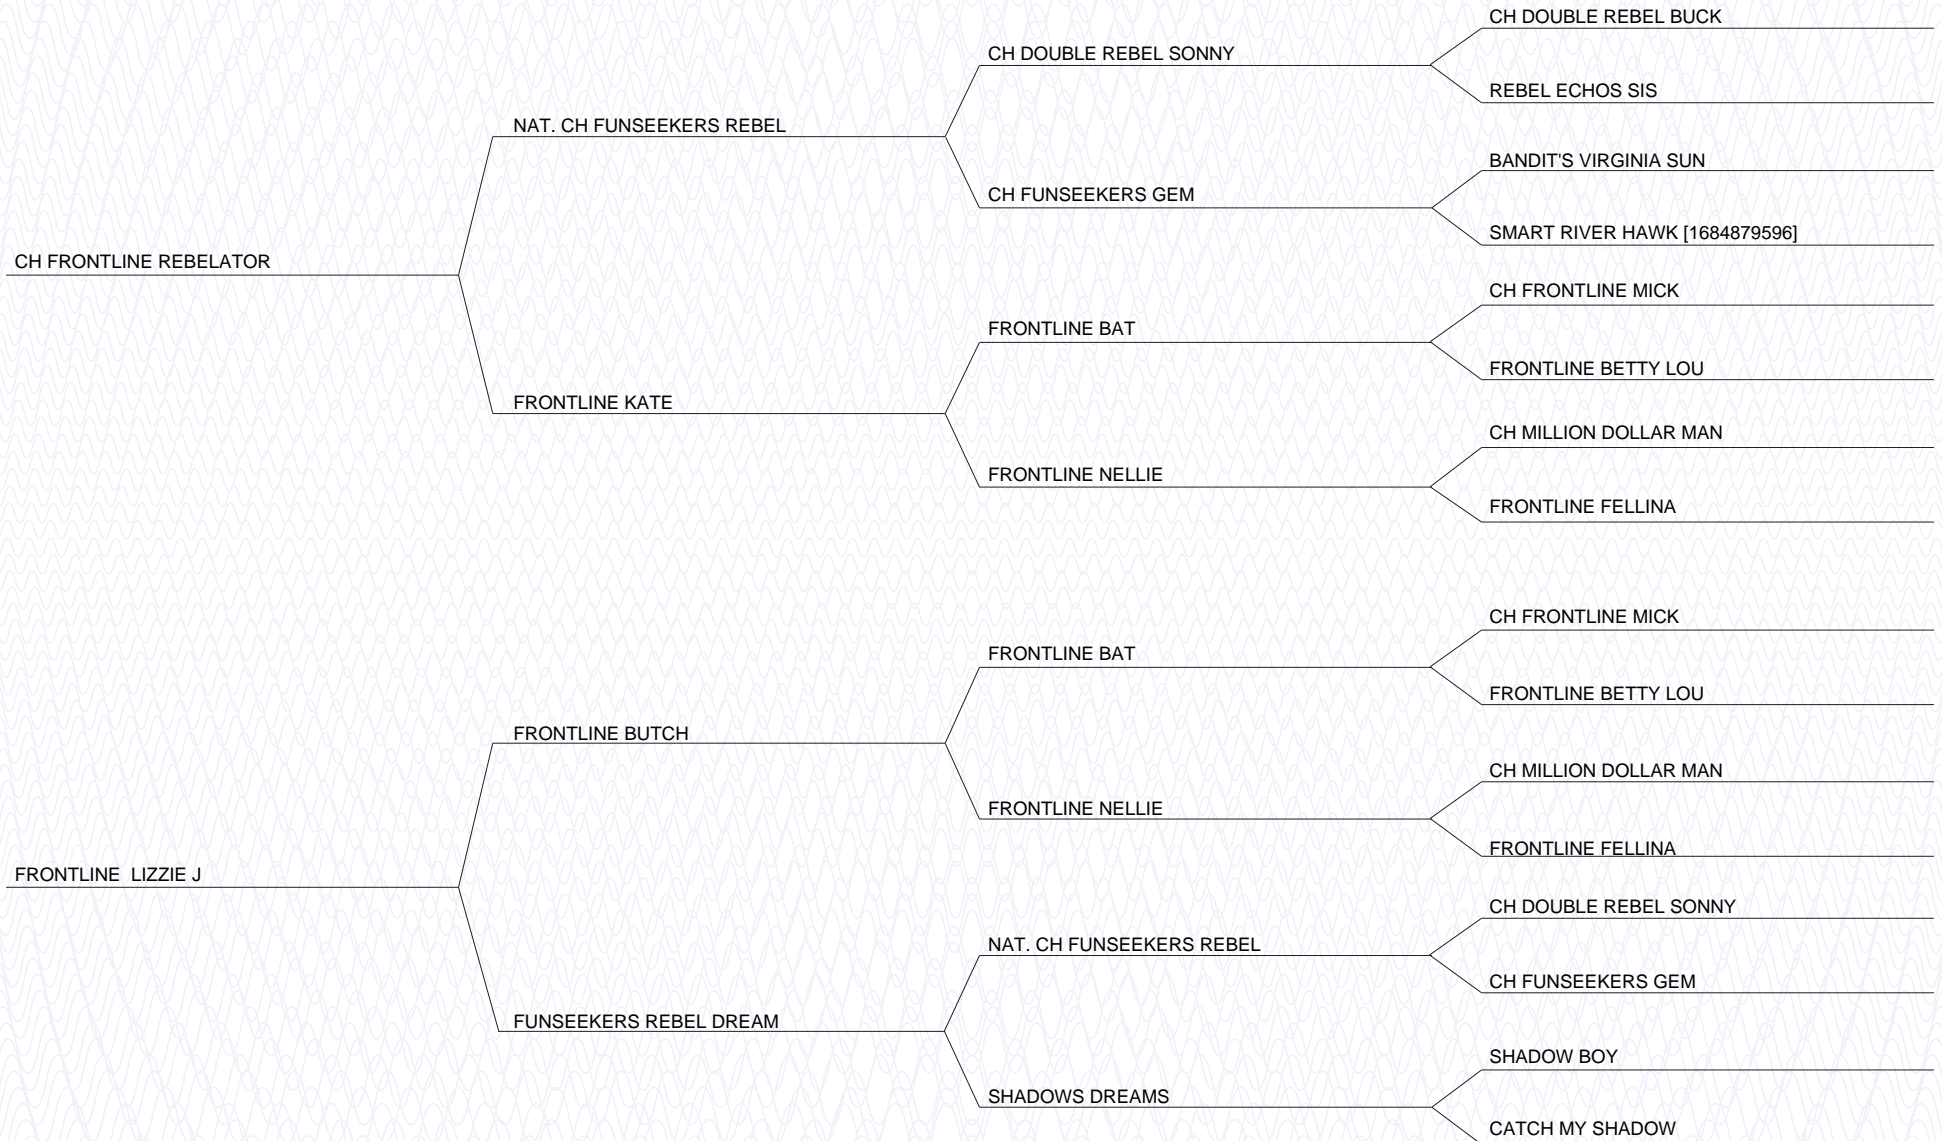 CH DOUBLE REBEL BUCK
CH DOUBLE REBEL SONNY
REBEL ECHOS SIS
NAT. CH FUNSEEKERS REBEL
BANDIT'S VIRGINIA SUN
CH FUNSEEKERS GEM
SMART RIVER HAWK [1684879596]
CH FRONTLINE REBELATOR
CH FRONTLINE MICK
FRONTLINE BAT
FRONTLINE BETTY LOU
FRONTLINE KATE
CH MILLION DOLLAR MAN
FRONTLINE NELLIE
FRONTLINE FELLINA
CH FRONTLINE MICK
FRONTLINE BAT
FRONTLINE BETTY LOU
FRONTLINE BUTCH
CH MILLION DOLLAR MAN
FRONTLINE NELLIE
FRONTLINE FELLINA
FRONTLINE  LIZZIE J
CH DOUBLE REBEL SONNY
NAT. CH FUNSEEKERS REBEL
CH FUNSEEKERS GEM
FUNSEEKERS REBEL DREAM
SHADOW BOY
SHADOWS DREAMS
CATCH MY SHADOW